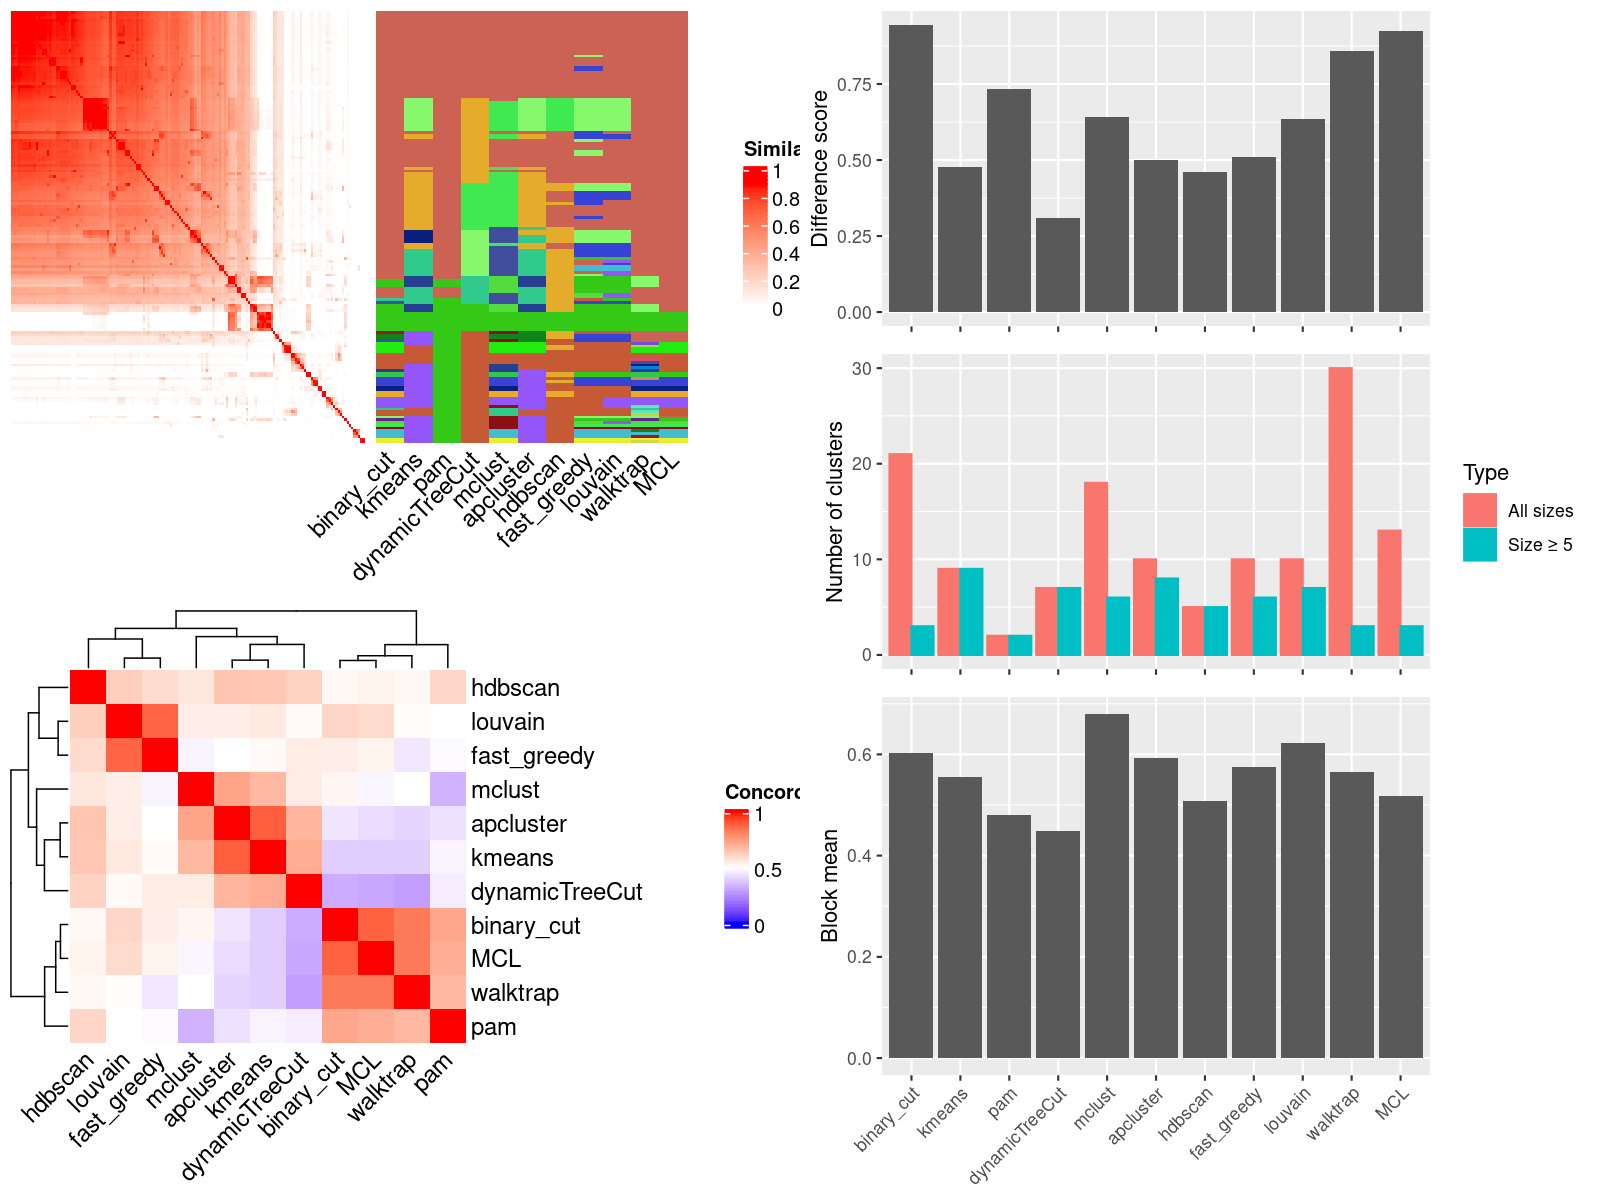 Simila
1
0.8
0.6
0.4
0.2
0
binary_cut
kmeans
pam
dynamicTreeCut
mclust
apcluster
hdbscan
fast_greedy
louvain
walktrap
MCL
Difference score
0.75
0.50
0.25
0.00
Number of clusters
30
20
10
0
Type
All sizes
Size ≥ 5
hdbscan
louvain
fast_greedy
mclust
apcluster
kmeans
dynamicTreeCut
binary_cut
MCL
walktrap
pam
hdbscan
louvain
fast_greedy
mclust
apcluster
kmeans
dynamicTreeCut
binary_cut
MCL
walktrap
pam
Concord
1
0.5
0
Block mean
0.6
0.4
0.2
0.0
binary_cut
kmeans
pam
dynamicTreeCut
mclust
apcluster
hdbscan
fast_greedy
louvain
walktrap
MCL